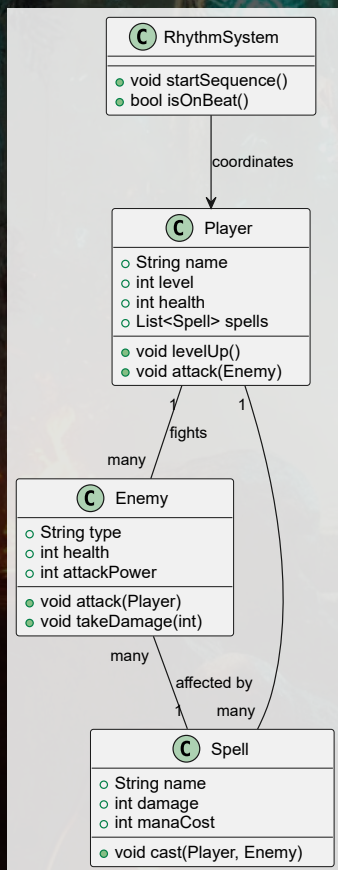 C RhythmSystem
void startSequence()
bool isOnBeat()
coordinates
C Player
String name
int level
int health
List<Spell> spells
void levelUp()
void attack(Enemy)
1 1
fights
many
C Enemy
String type
int health
int attackPower
void attack(Player)
void takeDamage(int)
many
affected by
1 many
C Spell
String name
int damage
int manaCost
void cast(Player, Enemy)